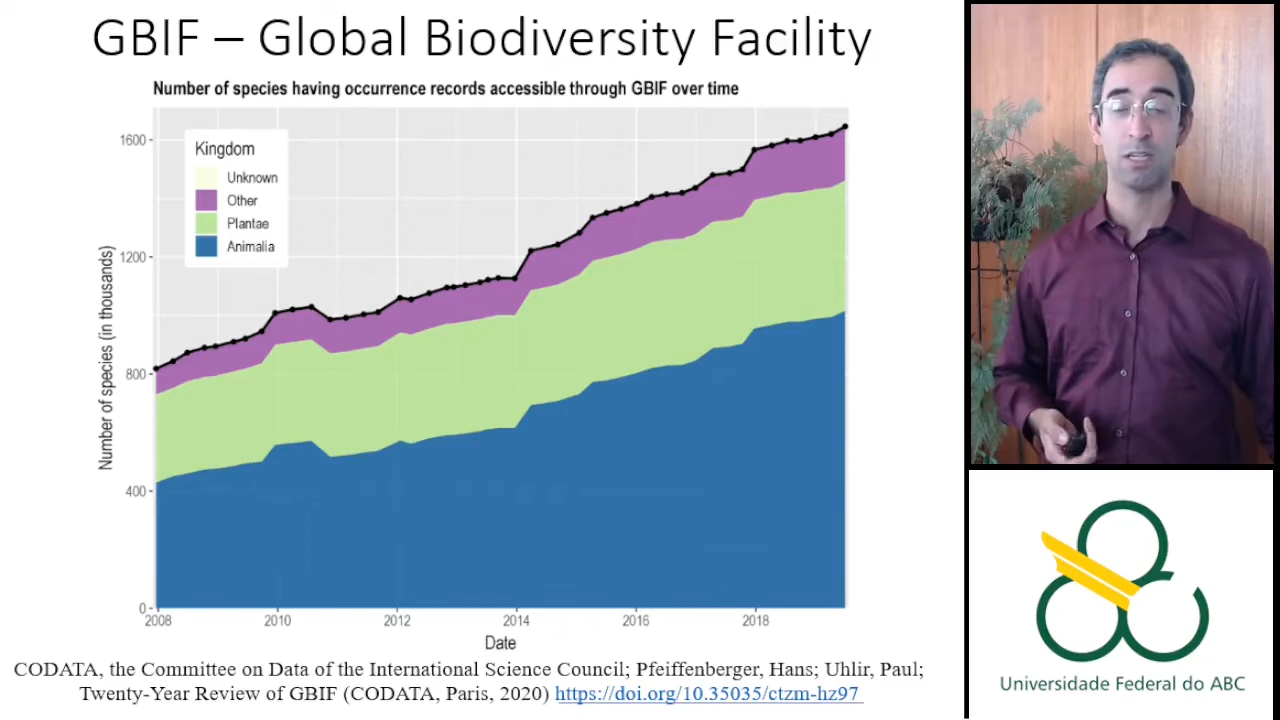 GBIF – Global Biodiversity Facility
Number of species having occurrence records accessible through GBIF over time
Kingdom
Unknown
Other
Plantae
Animalia
Number of species (in thousands)
1600
1200
800
400
0
2008 2010 2012 2014 2016 2018
Date
CODATA, the Committee on Data of the International Science Council; Pfeiffenberger, Hans; Uhlir, Paul;
Twenty-Year Review of GBIF (CODATA, Paris, 2020) https://doi.org/10.35035/ctzm-hz97
Universidade Federal do ABC